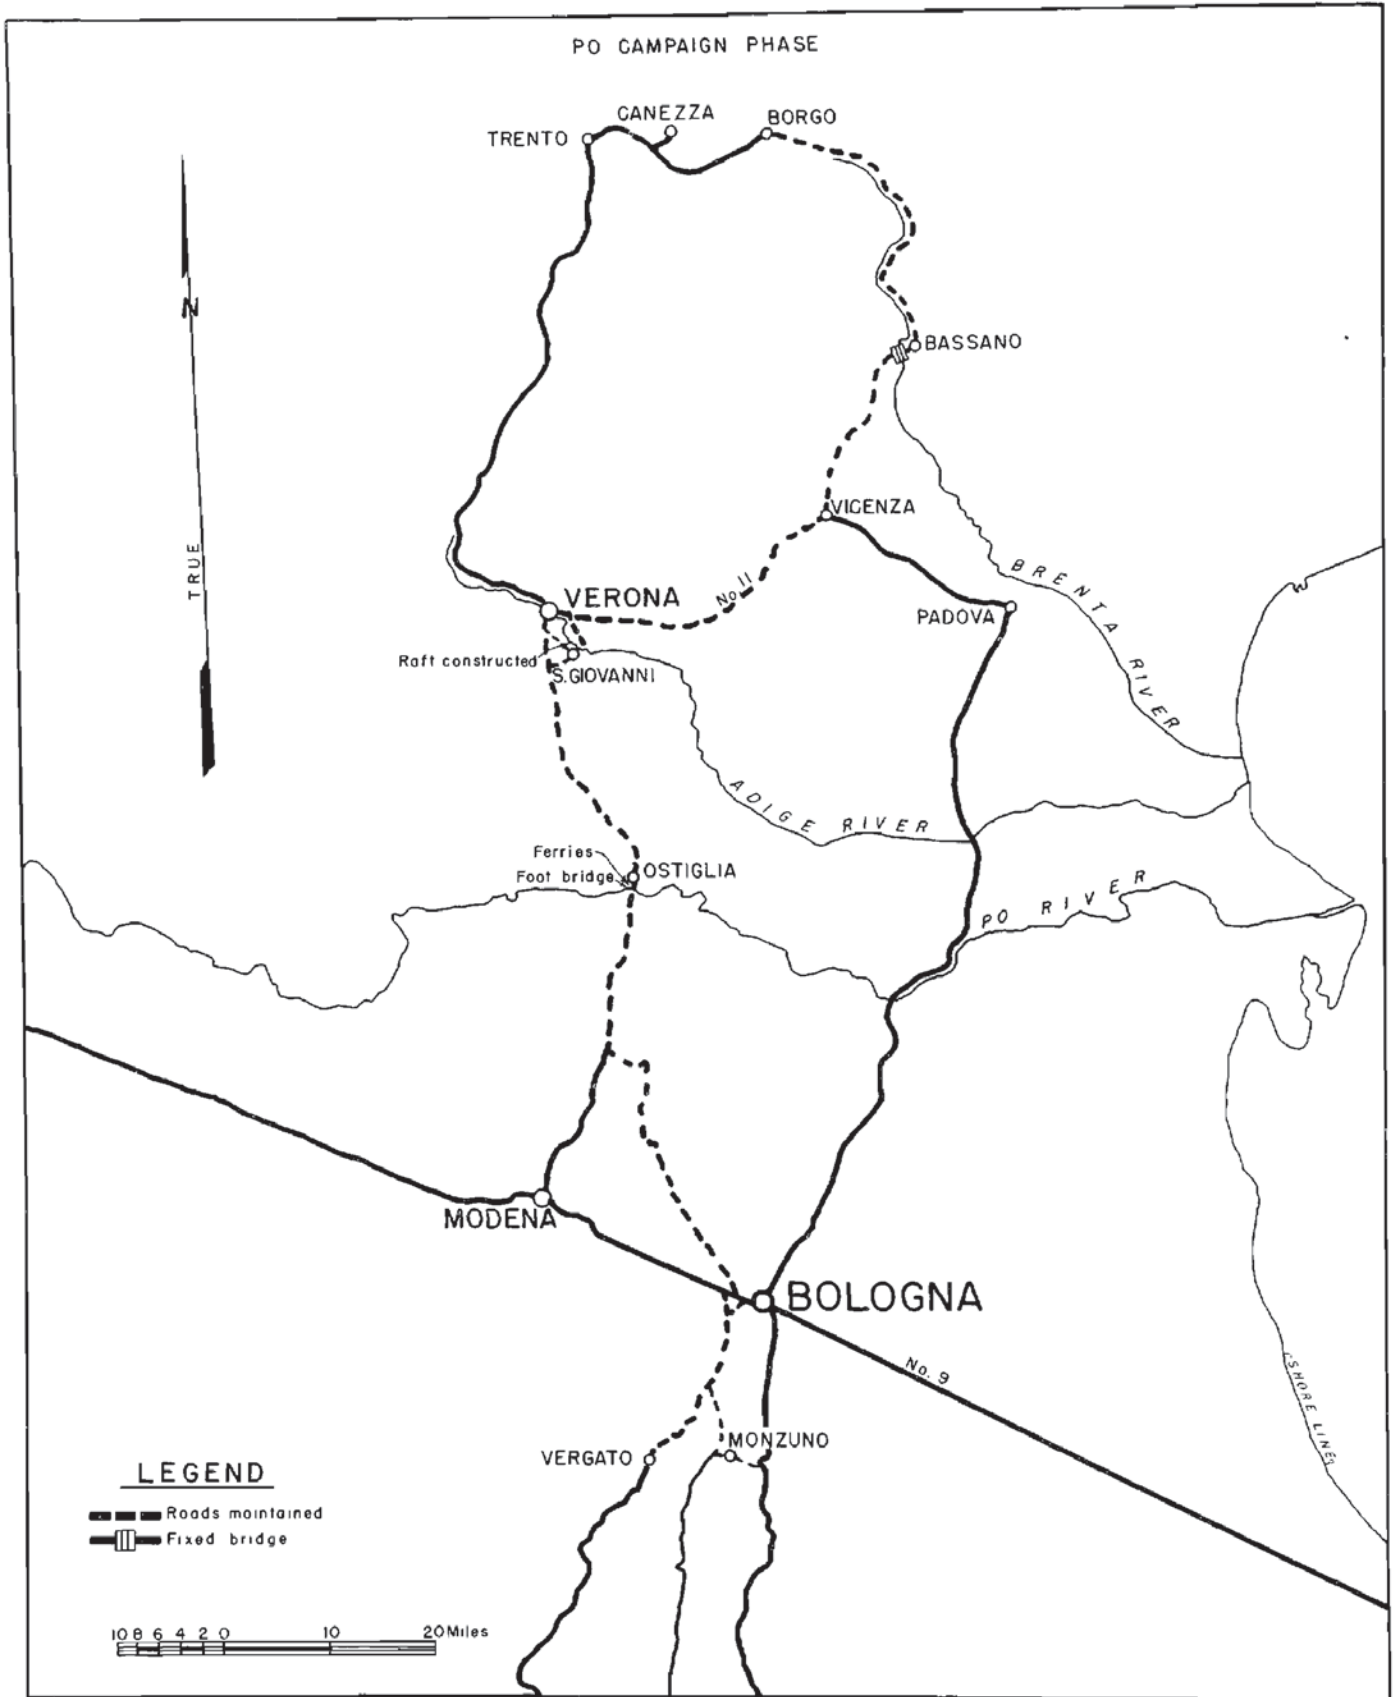 PO CAMPAIGN PHASE
CANEZZA
BORGO
TRENTO
N
BASSANO
VICENZA
TRUE
BRENTA RIVER
No 11
VERONA
PADOVA
Raft constructed
S. GIOVANNI
ADIGE RIVER
Ferries
OSTIGLIA
Foot bridge
PO RIVER
MODENA
BOLOGNA
No. 9
SHORE LINE
MONZUNO
VERGATO
LEGEND
Roads maintained
Fixed bridge
10 8 6 4 2 0 10 20 Miles